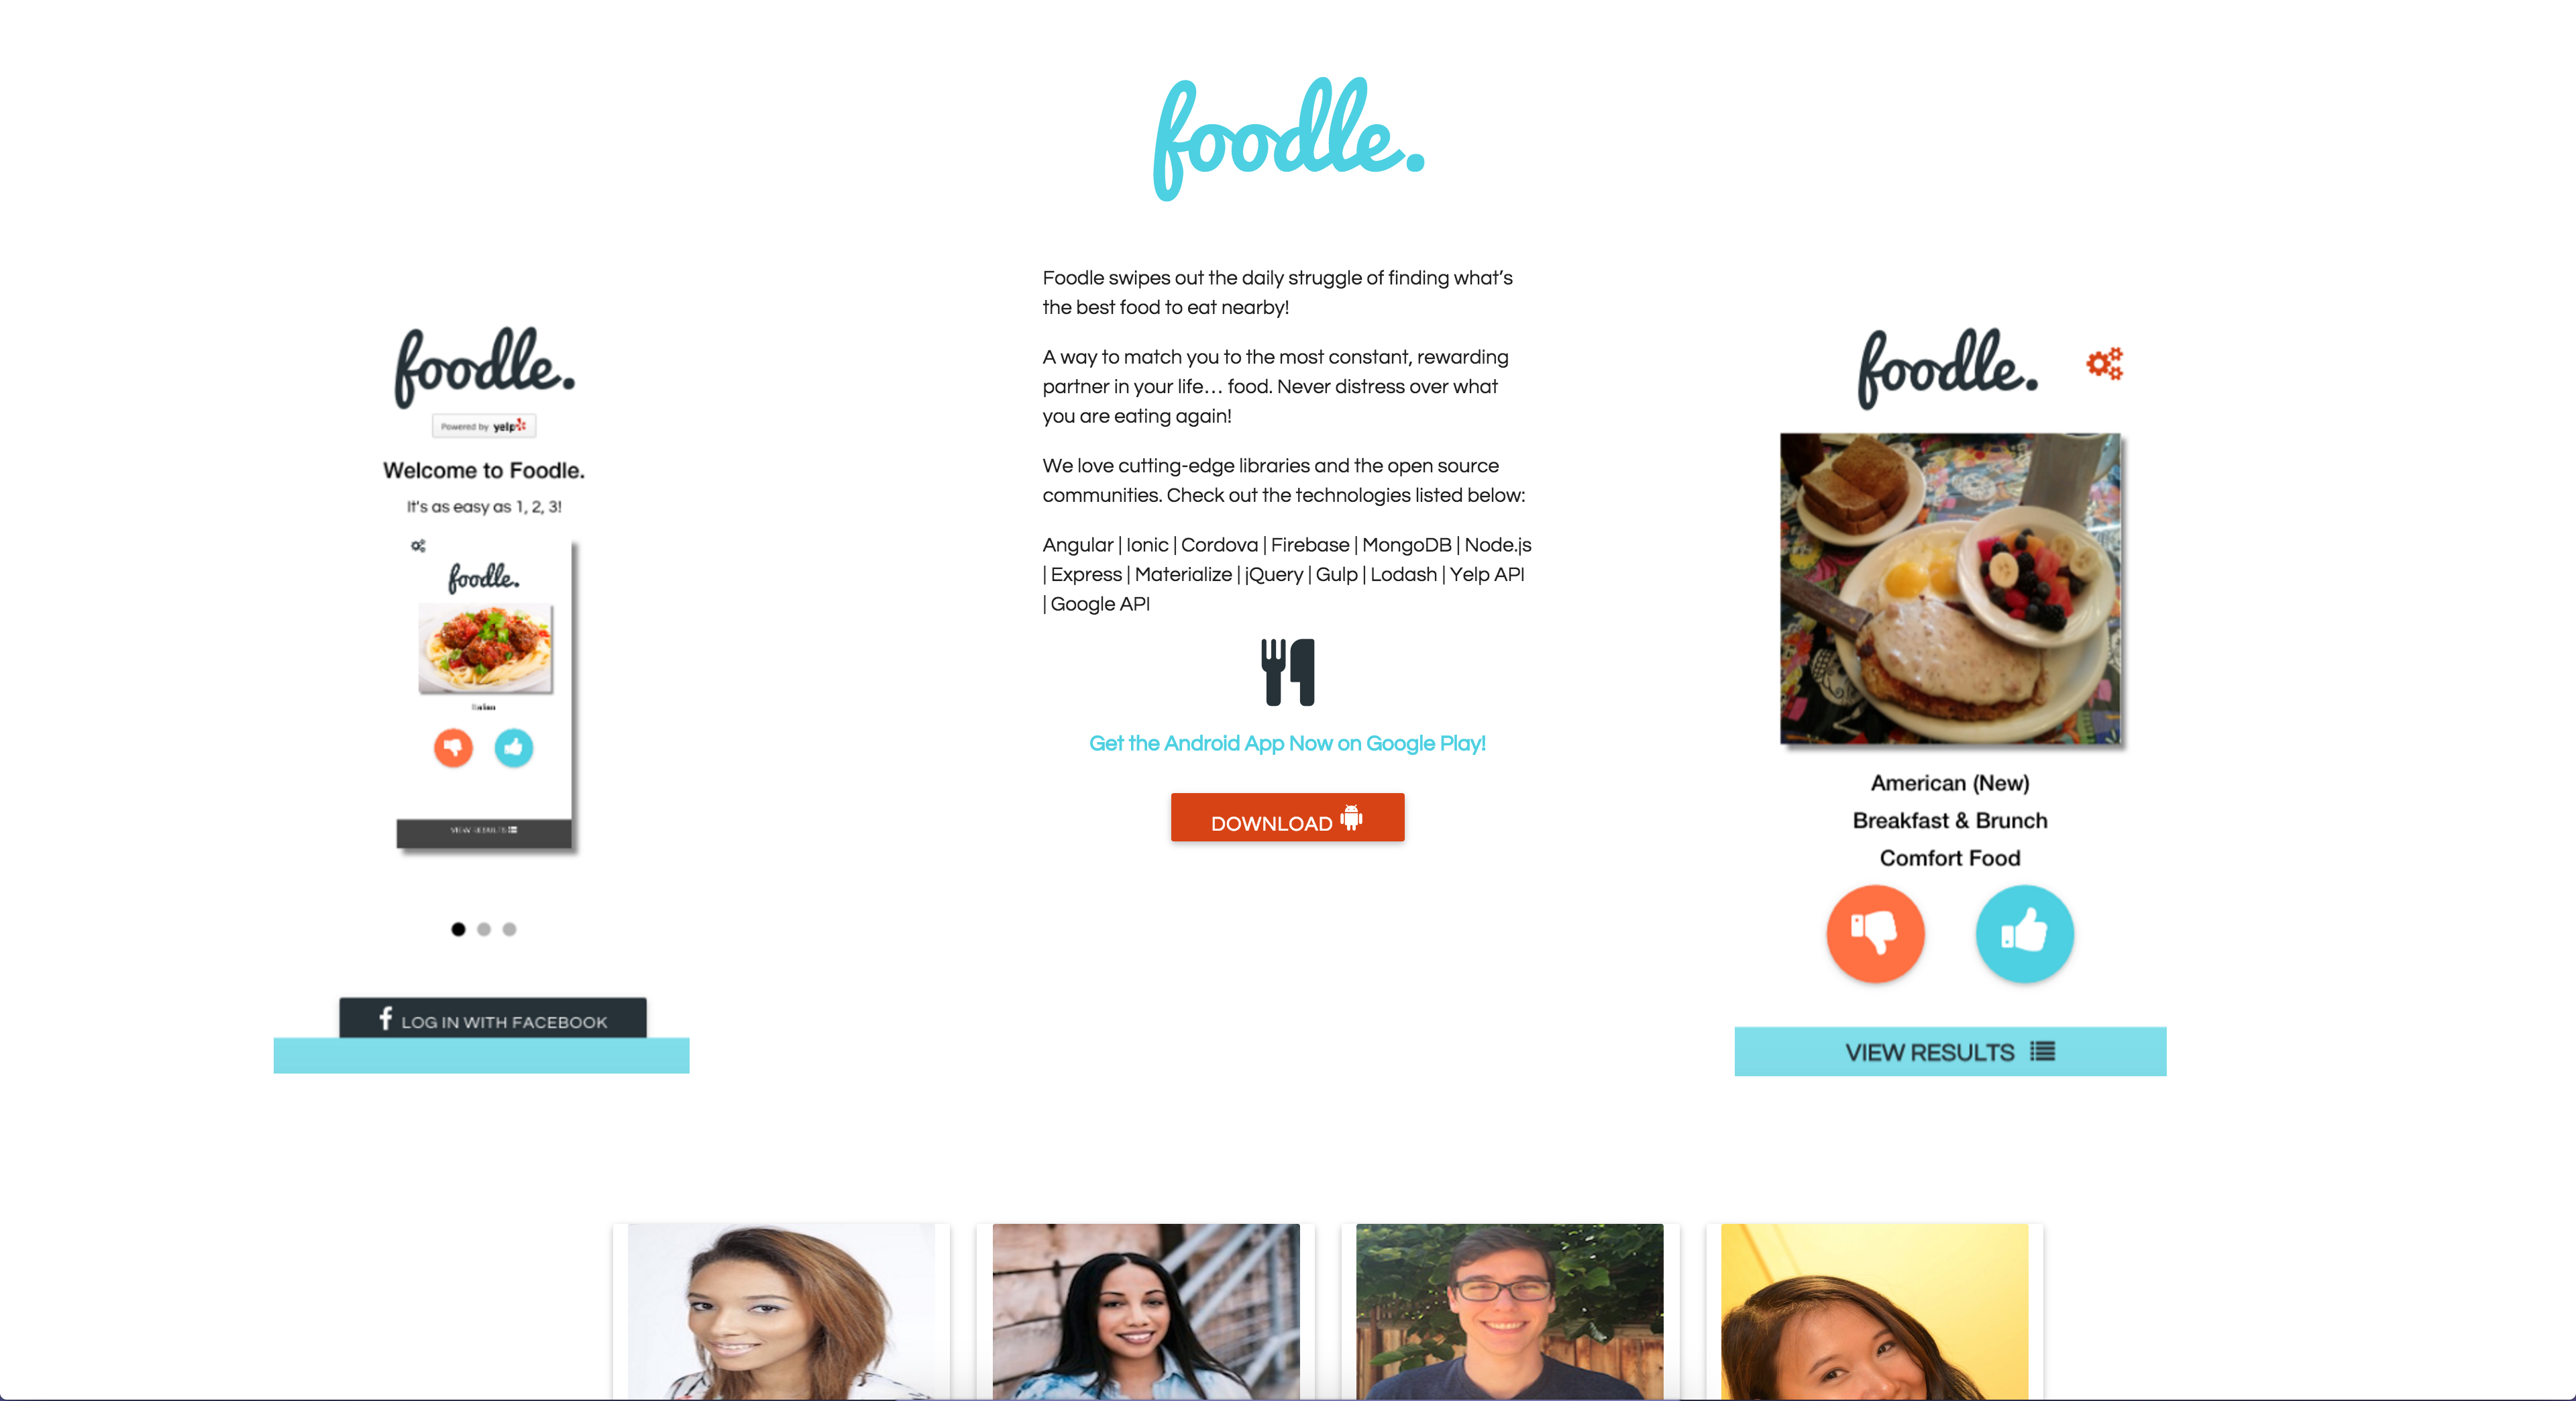 foodle.
foodle.
Powered by yelp
Welcome to Foodle.
It's as easy as 1, 2, 3!
foodle.
VIEW RESULTS
LOG IN WITH FACEBOOK
Foodle swipes out the daily struggle of finding what's
the best food to eat nearby!
A way to match you to the most constant, rewarding
partner in your life… food. Never distress over what
you are eating again!
We love cutting-edge libraries and the open source
communities. Check out the technologies listed below:
Angular | Ionic | Cordova | Firebase | MongoDB | Node.js
| Express | Materialize | jQuery | Gulp | Lodash | Yelp API
| Google API
Get the Android App Now on Google Play!
DOWNLOAD
foodle.
American (New)
Breakfast & Brunch
Comfort Food
VIEW RESULTS